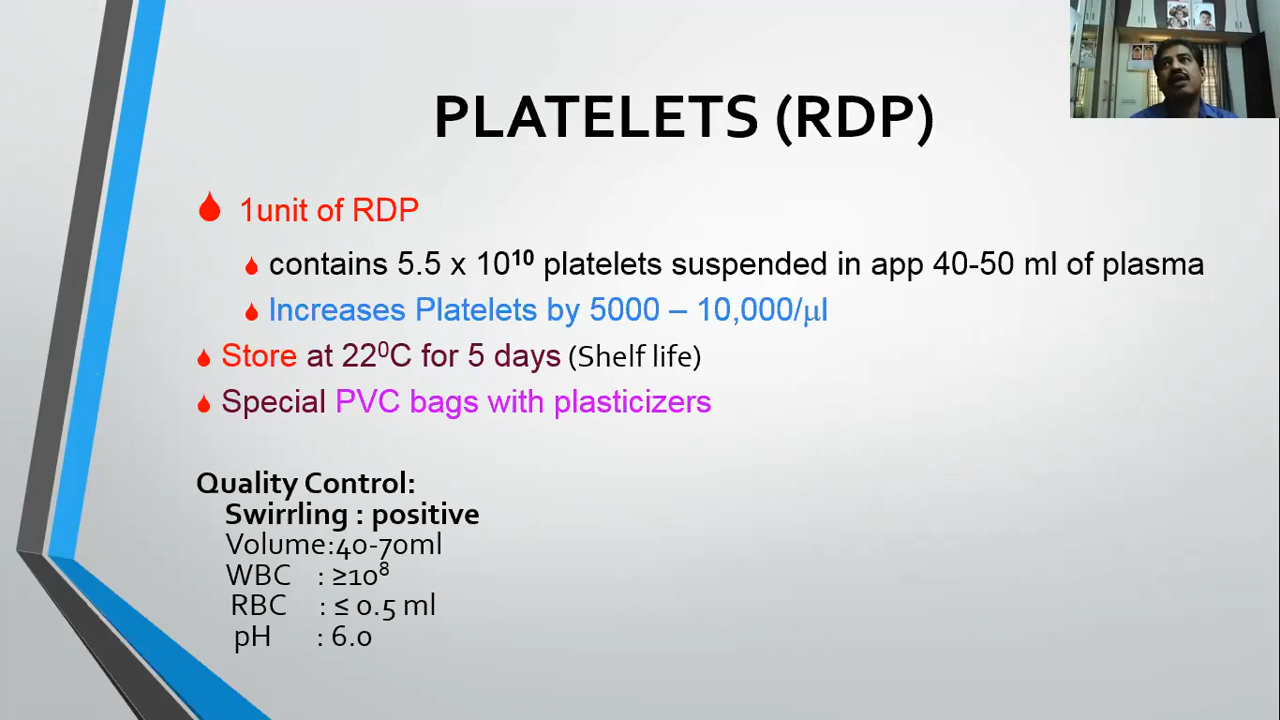 PLATELETS (RDP)
1unit of RDP
contains 5.5 x 10¹⁰ platelets suspended in app 40-50 ml of plasma
Increases Platelets by 5000 – 10,000/μl
Store at 22⁰C for 5 days (Shelf life)
Special PVC bags with plasticizers
Quality Control:
Swirrling : positive
Volume:40-70ml
WBC : ≥10⁸
RBC : ≤ 0.5 ml
pH : 6.0